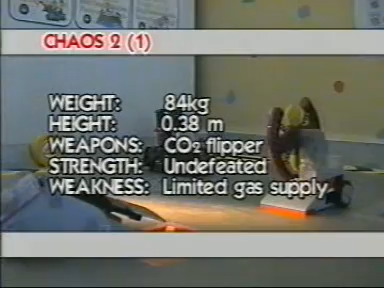 CHAOS 2 (1)
WEIGHT: 84kg
HEIGHT: 0.38 m
WEAPONS: CO2 flipper
STRENGTH: Undefeated
WEAKNESS: Limited gas supply